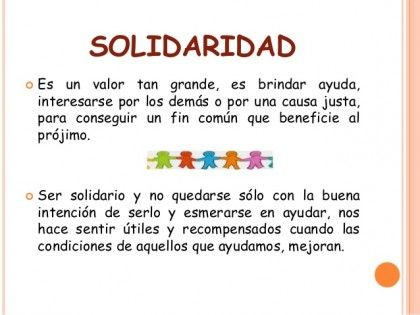 SOLIDARIDAD
Es un valor tan grande, es brindar ayuda,
interesarse por los demás o por una causa justa,
para conseguir un fin común que beneficie al
prójimo.
Ser solidario y no quedarse sólo con la buena
intención de serlo y esmerarse en ayudar, nos
hace sentir útiles y recompensados cuando las
condiciones de aquellos que ayudamos, mejoran.